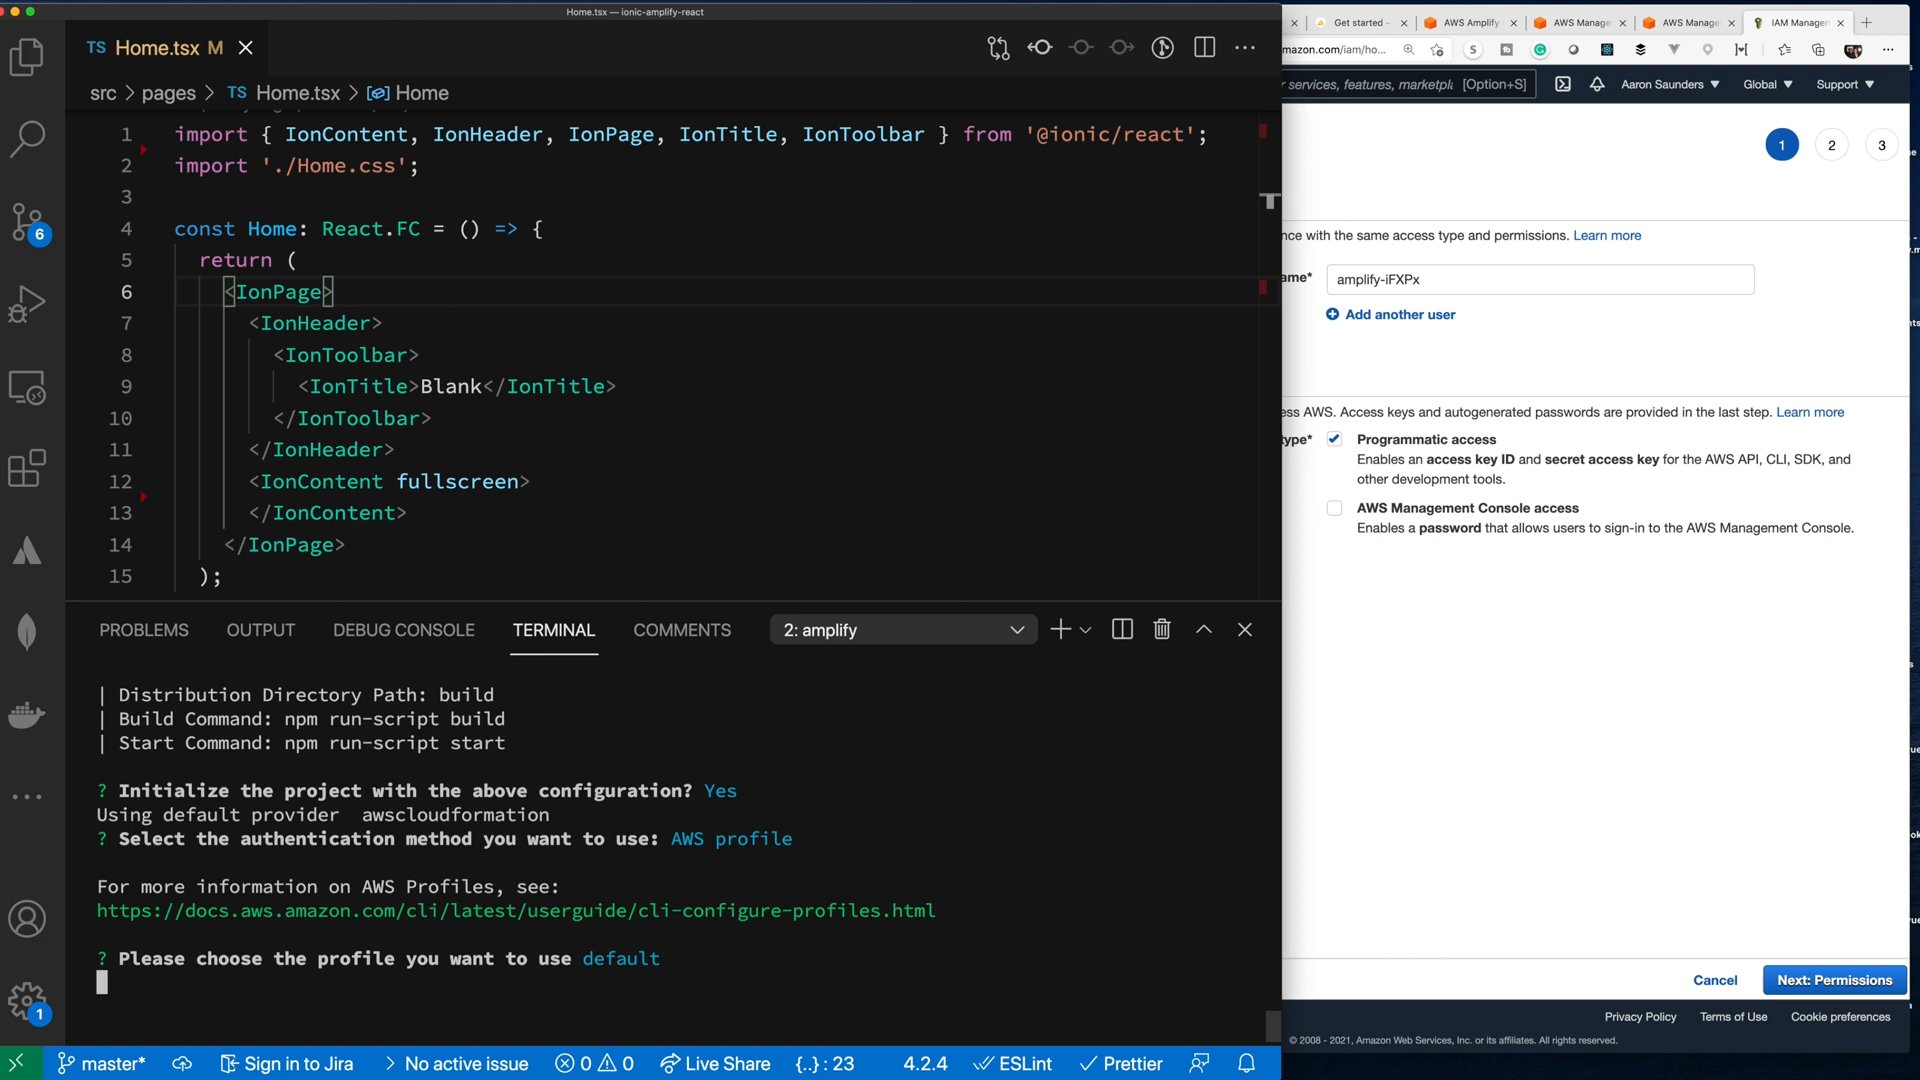 Home.tsx — ionic-amplify-react
TS Home.tsx M
src > pages > TS Home.tsx > Home
1 import { IonContent, IonHeader, IonPage, IonTitle, IonToolbar } from '@ionic/react';
2 import './Home.css';
3
4 const Home: React.FC = () => {
5 return (
6 <IonPage>
7 <IonHeader>
8 <IonToolbar>
9 <IonTitle>Blank</IonTitle>
10 </IonToolbar>
11 </IonHeader>
12 <IonContent fullscreen>
13 </IonContent>
14 </IonPage>
15 );
6
1
PROBLEMS OUTPUT DEBUG CONSOLE TERMINAL COMMENTS 2: amplify
| Distribution Directory Path: build
| Build Command: npm run-script build
| Start Command: npm run-script start
? Initialize the project with the above configuration? Yes
Using default provider awscloudformation
? Select the authentication method you want to use: AWS profile
For more information on AWS Profiles, see:
https://docs.aws.amazon.com/cli/latest/userguide/cli-configure-profiles.html
? Please choose the profile you want to use default
master* Sign in to Jira > No active issue 0 0 Live Share {..} : 23 4.2.4 ESLint Prettier
Get started - AWS Amplify AWS Manage AWS Manage IAM Manage
mazon.com/iam/ho...
services, features, marketpl [Option+S] Aaron Saunders Global Support
1 2 3
nce with the same access type and permissions. Learn more
ame* amplify-iFXPx
Add another user
ess AWS. Access keys and autogenerated passwords are provided in the last step. Learn more
type* Programmatic access
Enables an access key ID and secret access key for the AWS API, CLI, SDK, and
other development tools.
AWS Management Console access
Enables a password that allows users to sign-in to the AWS Management Console.
Cancel Next: Permissions
Privacy Policy Terms of Use Cookie preferences
© 2008 - 2021, Amazon Web Services, Inc. or its affiliates. All rights reserved.